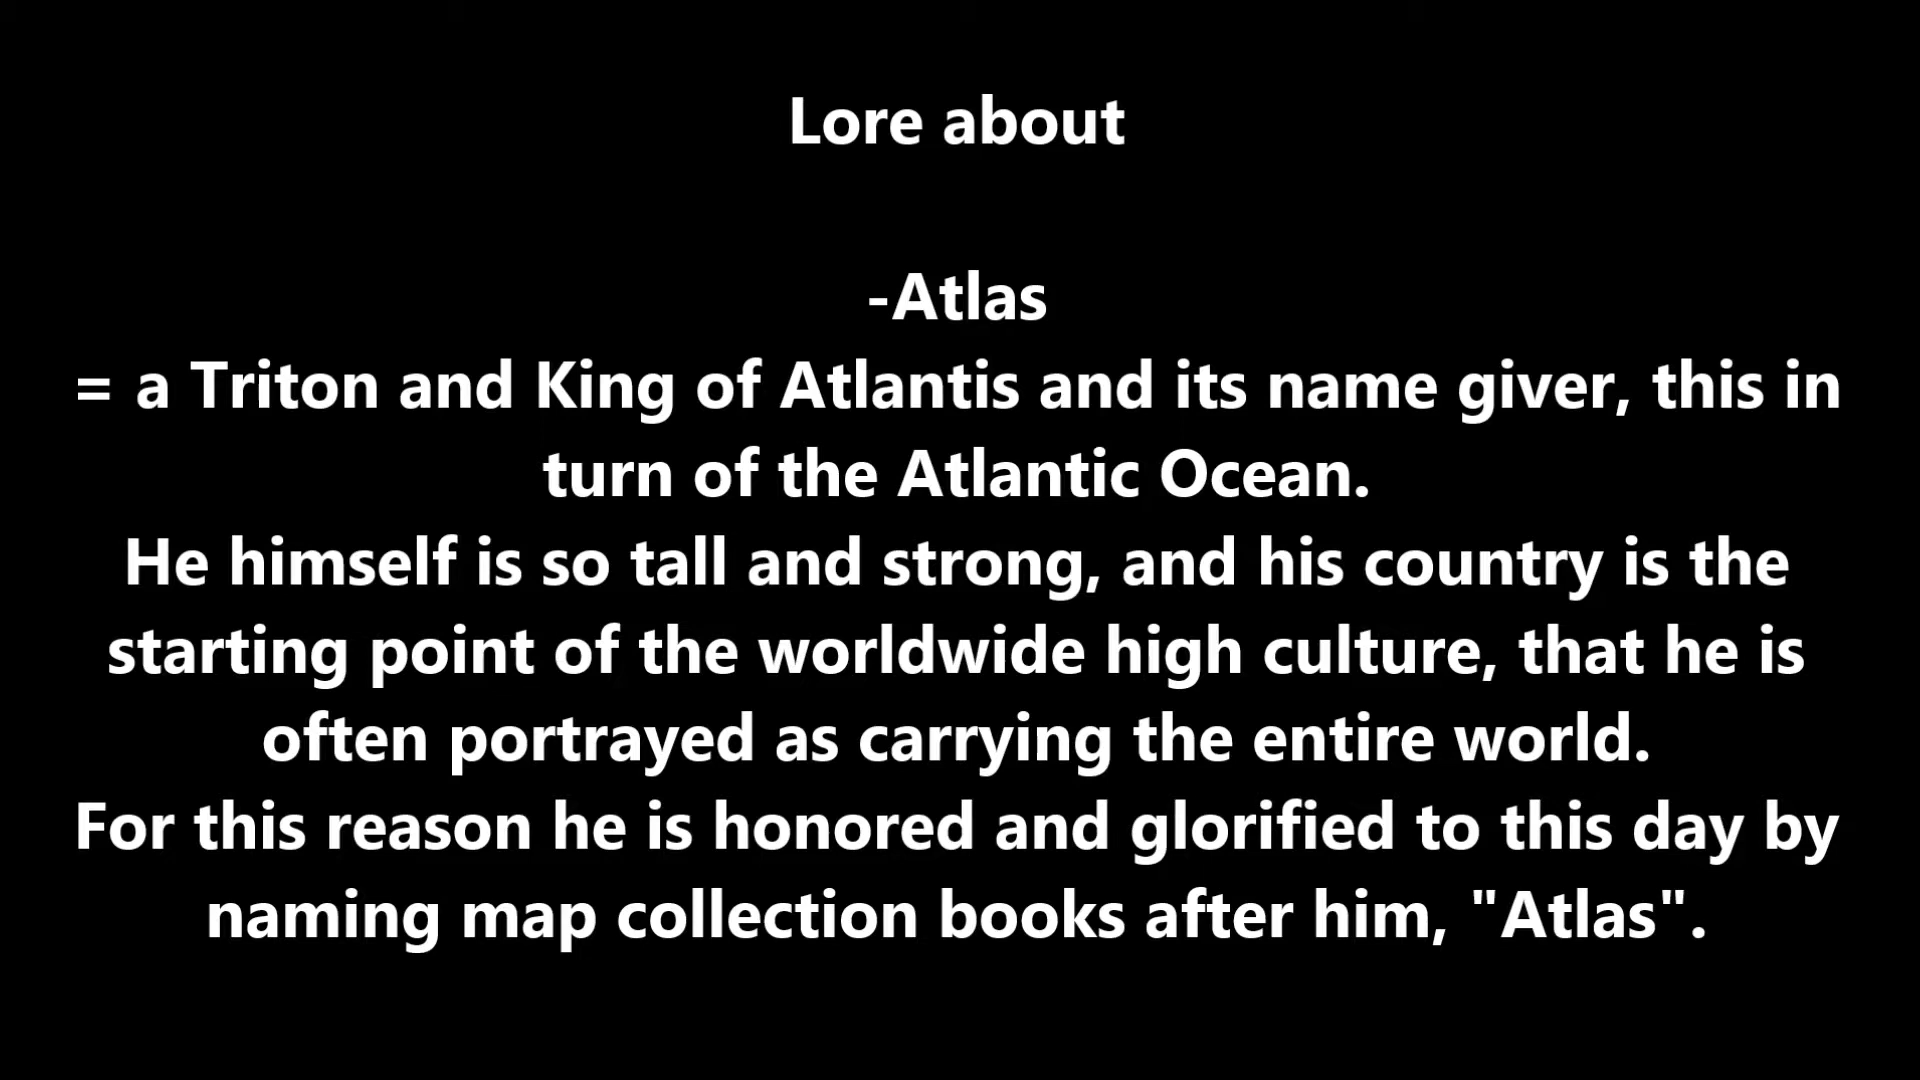 Lore about
-Atlas
= a Triton and King of Atlantis and its name giver, this in
turn of the Atlantic Ocean.
He himself is so tall and strong, and his country is the
starting point of the worldwide high culture, that he is
often portrayed as carrying the entire world.
For this reason he is honored and glorified to this day by
naming map collection books after him, "Atlas".